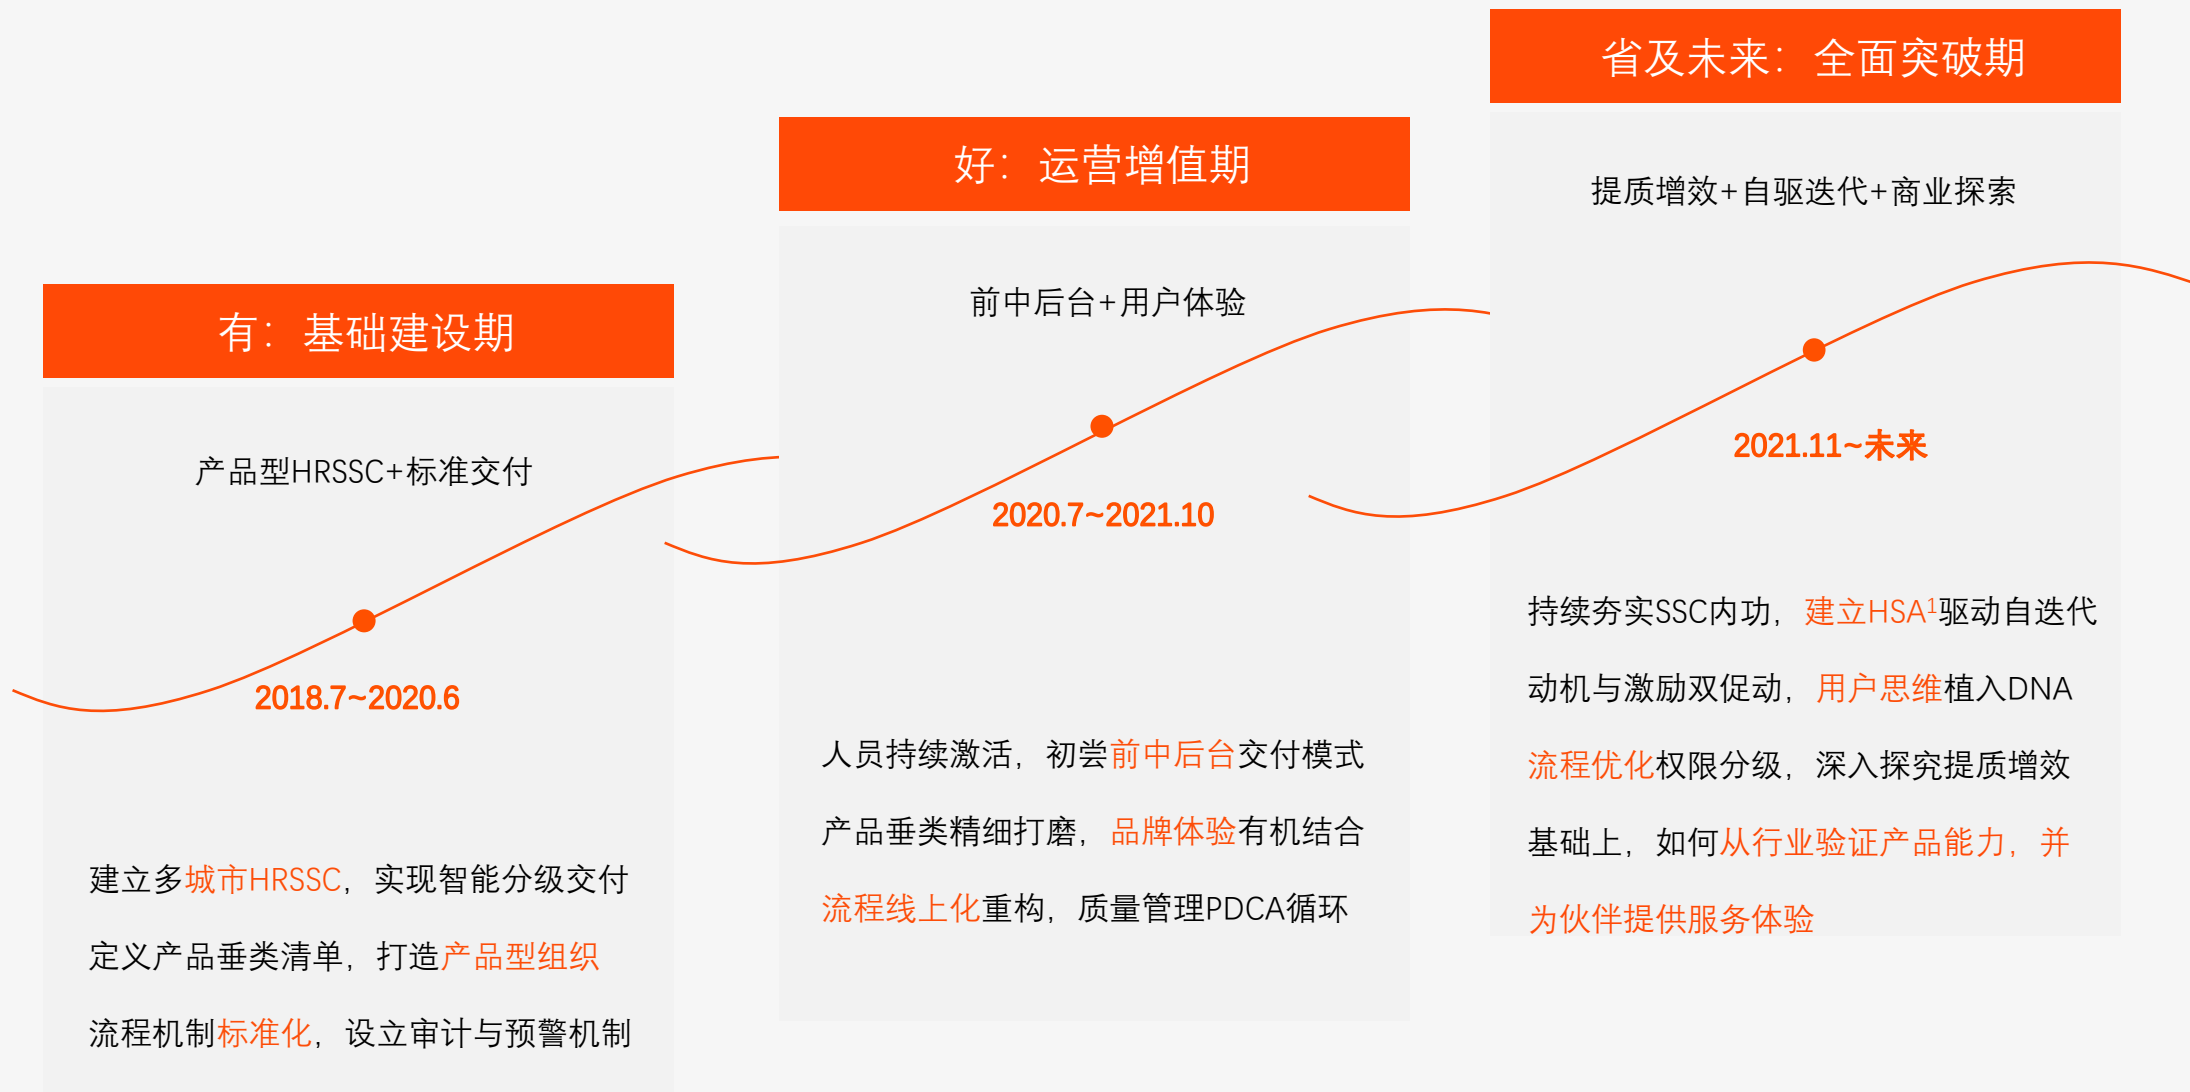 有：基础建设期
产品型HRSSC+标准交付
2018.7~2020.6
建立多城市HRSSC，实现智能分级交付
定义产品垂类清单，打造产品型组织
流程机制标准化，设立审计与预警机制
好：运营增值期
前中后台+用户体验
2020.7~2021.10
人员持续激活，初尝前中后台交付模式
产品垂类精细打磨，品牌体验有机结合
流程线上化重构，质量管理PDCA循环
省及未来：全面突破期
提质增效+自驱迭代+商业探索
2021.11~未来
持续夯实SSC内功，建立HSA¹驱动自迭代
动机与激励双促动，用户思维植入DNA
流程优化权限分级，深入探究提质增效
基础上，如何从行业验证产品能力，并
为伙伴提供服务体验